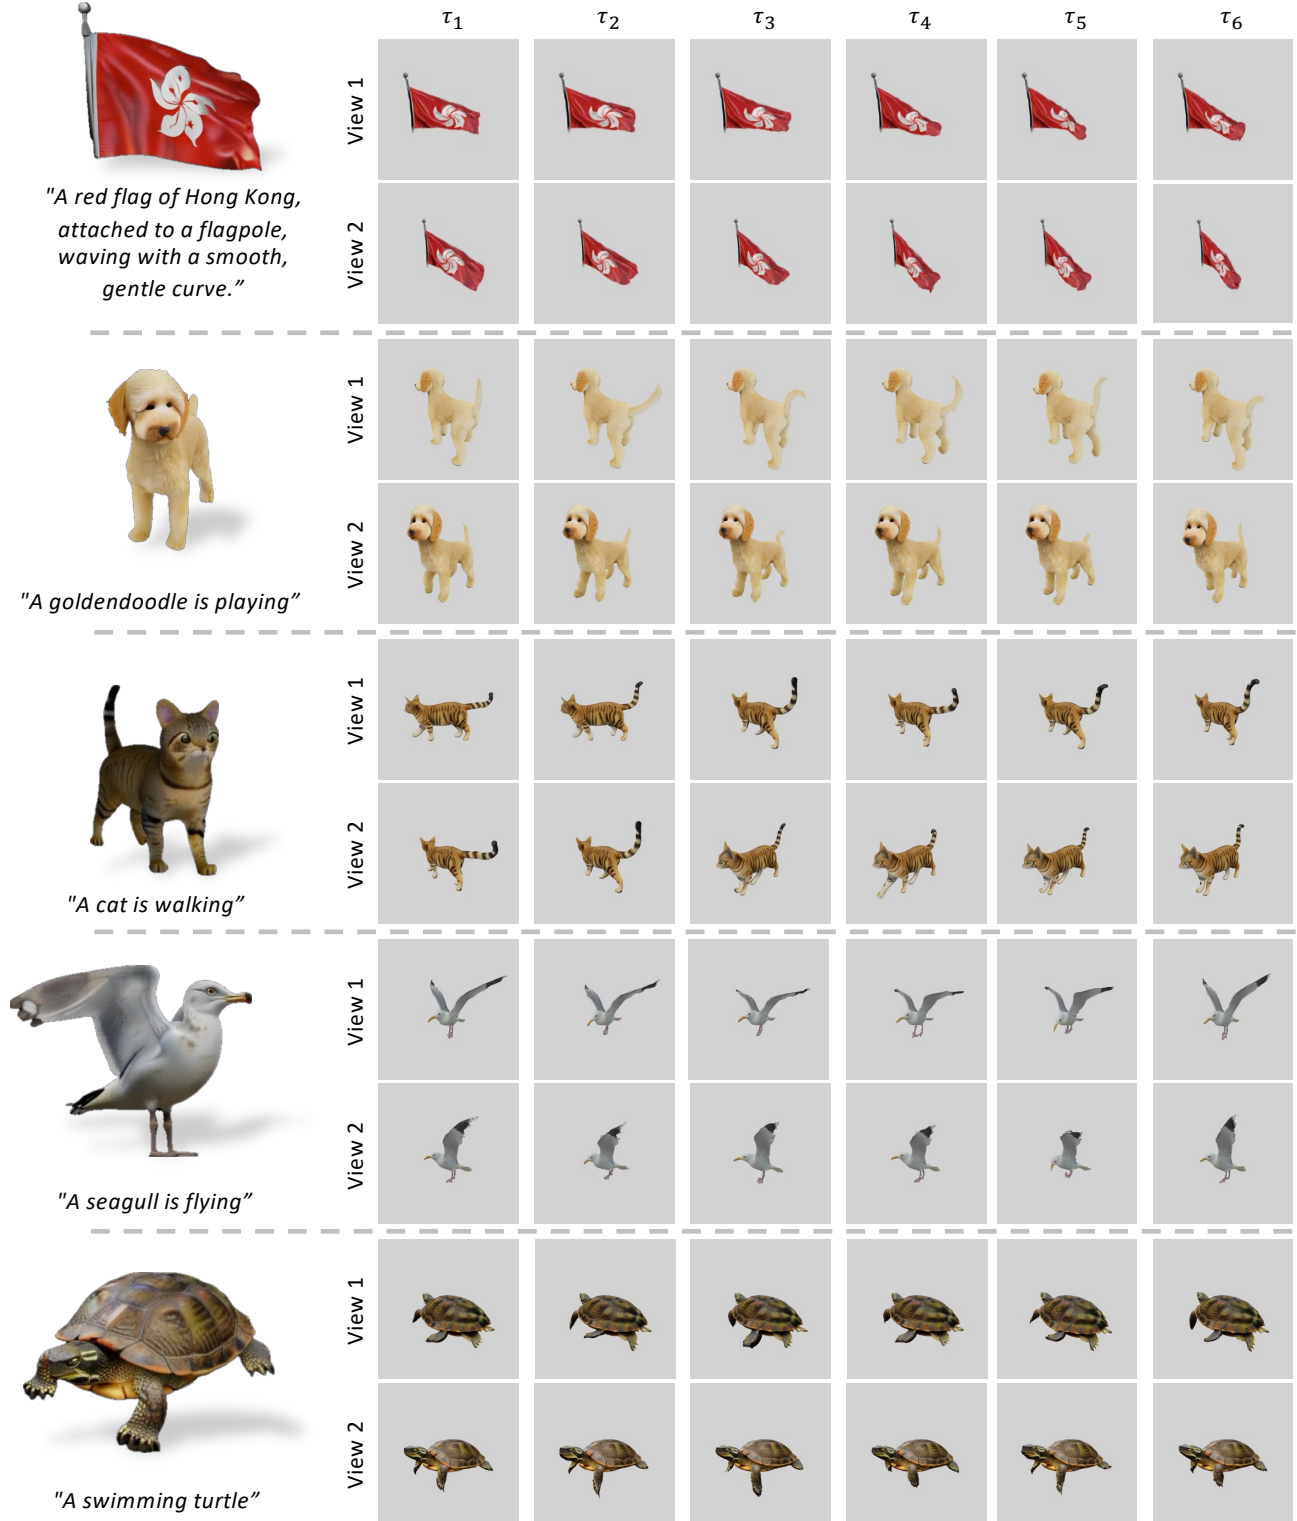 τ1 τ2 τ3 τ4 τ5 τ6
View 1
View 2
"A red flag of Hong Kong,
attached to a flagpole,
waving with a smooth,
gentle curve.”
View 1
View 2
"A goldendoodle is playing”
View 1
View 2
"A cat is walking”
View 1
View 2
"A seagull is flying”
View 1
View 2
"A swimming turtle”